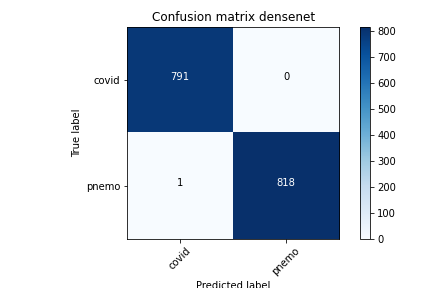 Confusion matrix densenet
True label
covid
791
0
pnemo
1
818
covid
pnemo
Predicted label
800
700
600
500
400
300
200
100
0